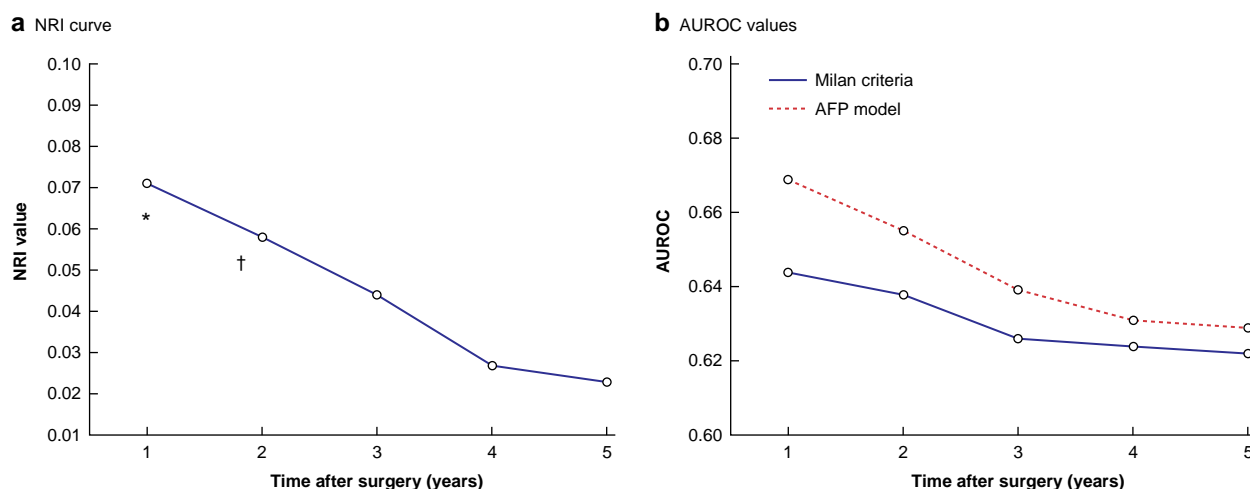 a NRI curve
0.10
0.09
0.08
0.07
0.06
0.05
0.04
0.03
0.02
0.01
NRI value
*
†
1 2 3 4 5
Time after surgery (years)
b AUROC values
0.70
0.68
0.66
0.64
0.62
0.60
AUROC
Milan criteria
AFP model
1 2 3 4 5
Time after surgery (years)